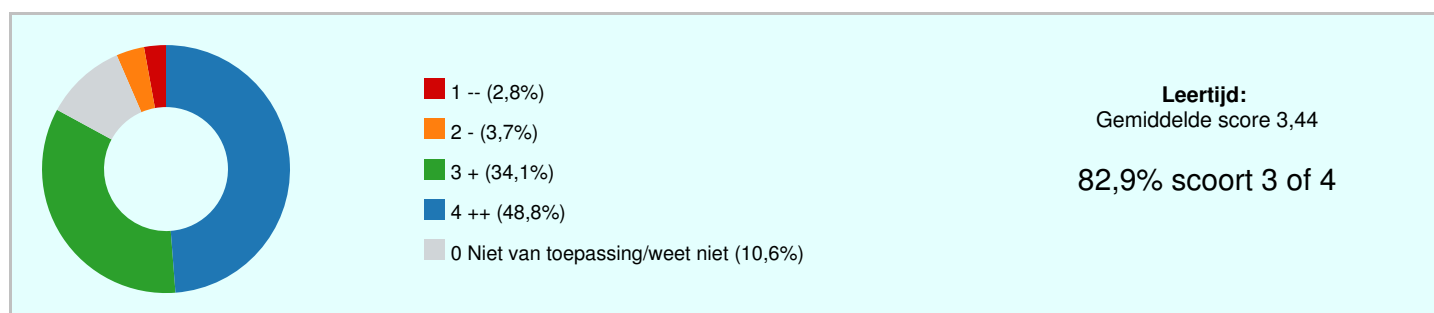 1 -- (2,8%)
2 - (3,7%)
3 + (34,1%)
4 ++ (48,8%)
0 Niet van toepassing/weet niet (10,6%)
Leertijd:
Gemiddelde score 3,44
82,9% scoort 3 of 4